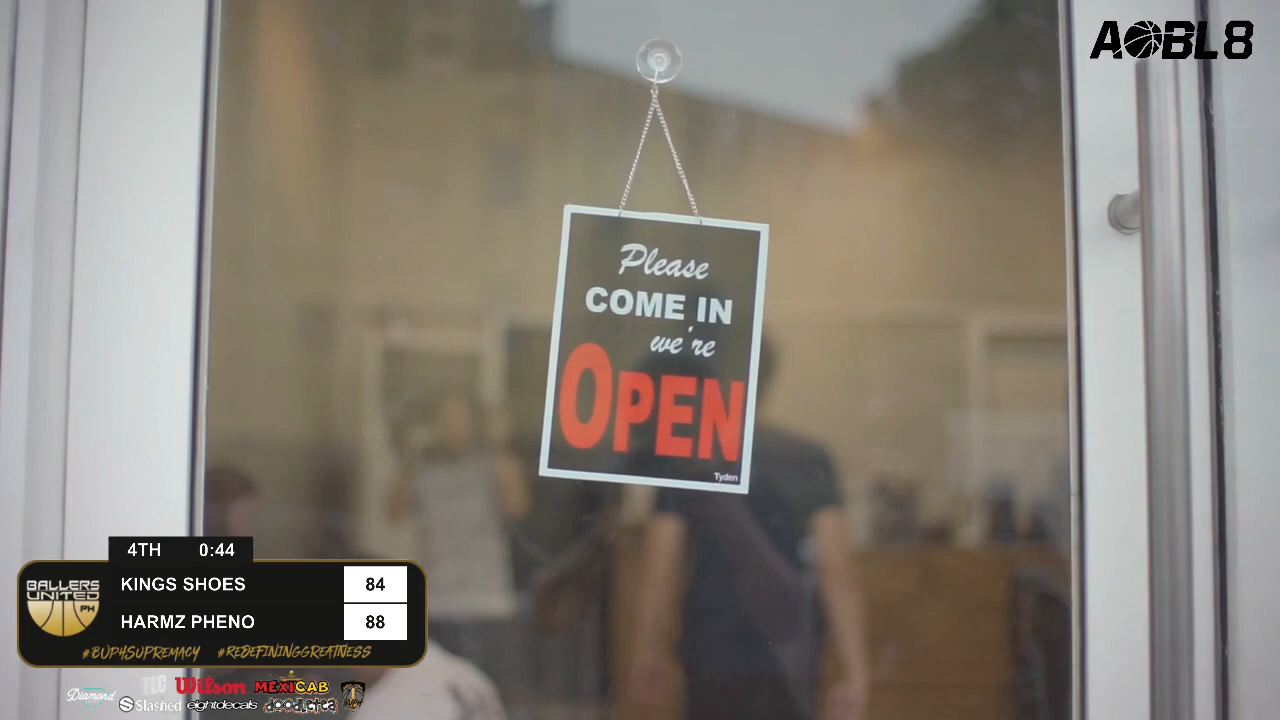 AOBL8
Please
COME IN
we're
OPEN
Tyden
4TH 0:44
BALLERS UNITED PH
KINGS SHOES 84
HARMZ PHENO 88
#BUPHSUPREMACY #REDEFININGGREATNESS
Diamond TLC Wilson MEXICAB
Slashed eightdecals